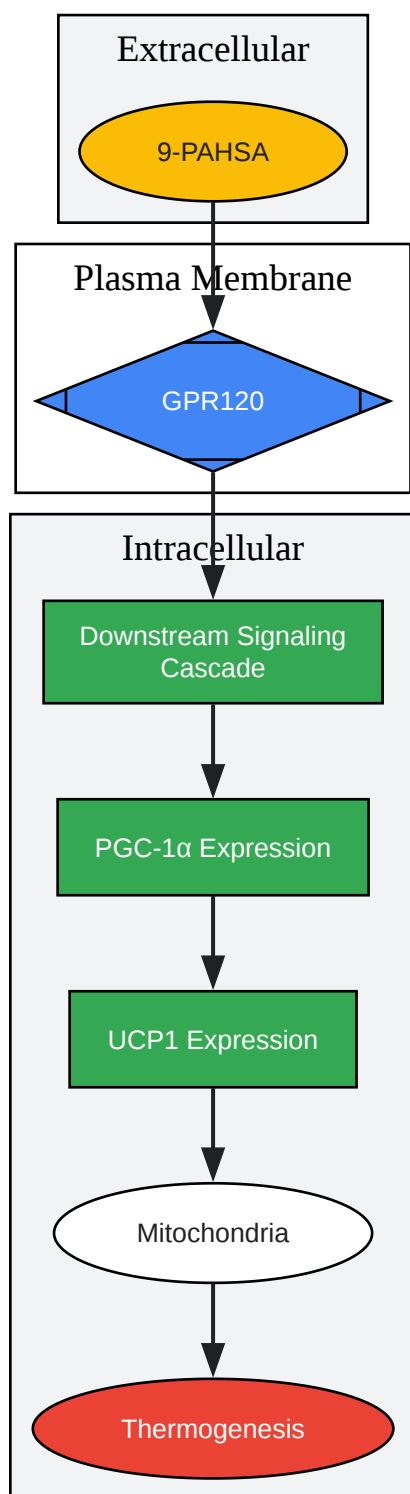 Extracellular
9-PAHSA
Plasma Membrane
GPR120
Intracellular
Downstream Signaling
Cascade
PGC-1α Expression
UCP1 Expression
Mitochondria
Thermogenesis